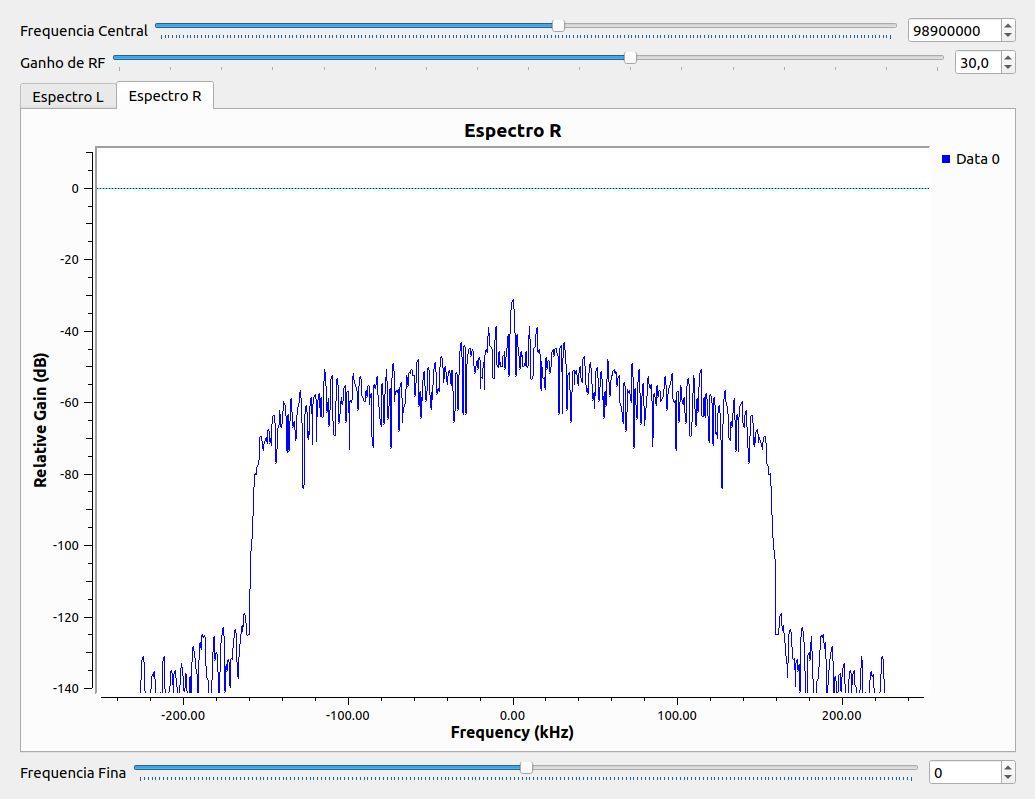 Frequencia Central 98900000
Ganho de RF 30,0
Espectro L Espectro R
Espectro R
Data 0
0
-20
-40
-60
-80
-100
-120
-140
Relative Gain (dB)
-200.00 -100.00 0.00 100.00 200.00
Frequency (kHz)
Frequencia Fina 0